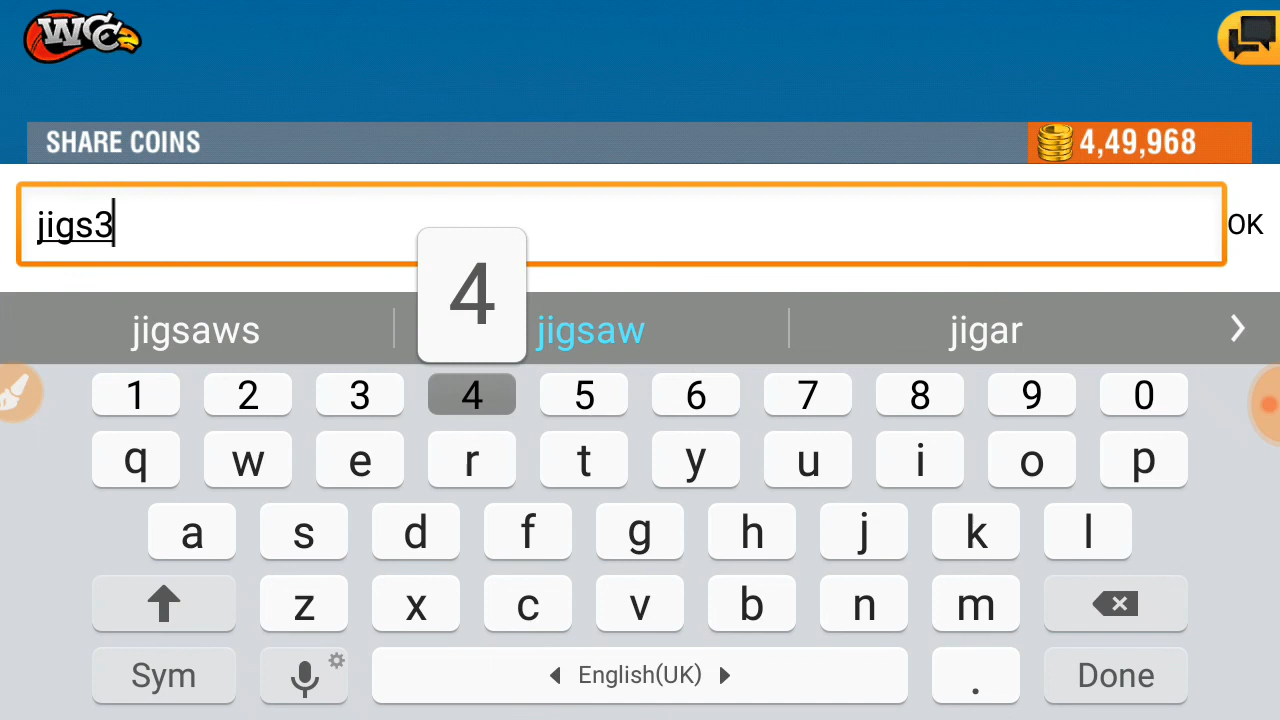 WCC
SHARE COINS
4,49,968
jigs3
OK
4
jigsaws
jigsaw
jigar
1 2 3 4 5 6 7 8 9 0
q w e r t y u i o p
a s d f g h j k l
z x c v b n m
Sym
English(UK)
.
Done